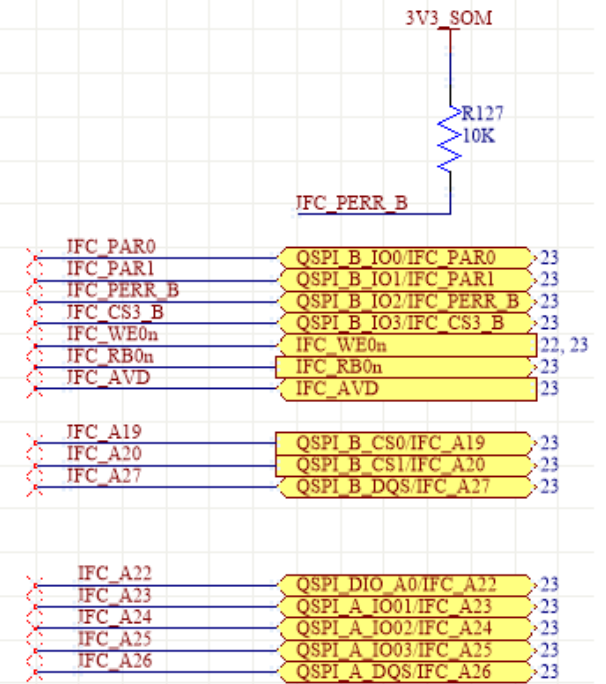 3V3_SOM
R127
10K
IFC_PERR_B
IFC_PAR0 QSPI_B_IO0/IFC_PAR0 23
IFC_PAR1 QSPI_B_IO1/IFC_PAR1 23
IFC_PERR_B QSPI_B_IO2/IFC_PERR_B 23
IFC_CS3_B QSPI_B_IO3/IFC_CS3_B 23
IFC_WE0n IFC_WE0n 22, 23
IFC_RB0n IFC_RB0n 23
IFC_AVD IFC_AVD 23
IFC_A19 QSPI_B_CS0/IFC_A19 23
IFC_A20 QSPI_B_CS1/IFC_A20 23
IFC_A27 QSPI_B_DQS/IFC_A27 23
IFC_A22 QSPI_DIO_A0/IFC_A22 23
IFC_A23 QSPI_A_IO01/IFC_A23 23
IFC_A24 QSPI_A_IO02/IFC_A24 23
IFC_A25 QSPI_A_IO03/IFC_A25 23
IFC_A26 QSPI_A_DQS/IFC_A26 23